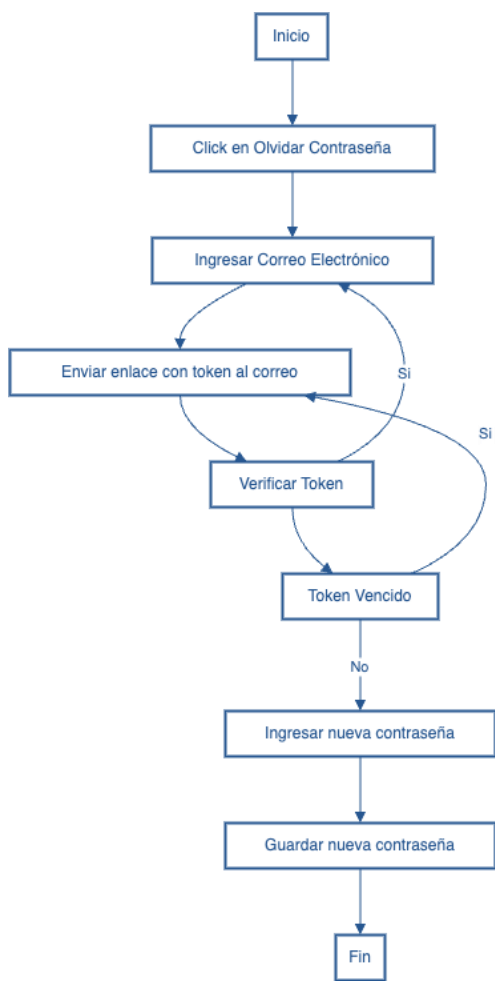 Inicio
Click en Olvidar Contraseña
Ingresar Correo Electrónico
Enviar enlace con token al correo
Si
Si
Verificar Token
Token Vencido
No
Ingresar nueva contraseña
Guardar nueva contraseña
Fin